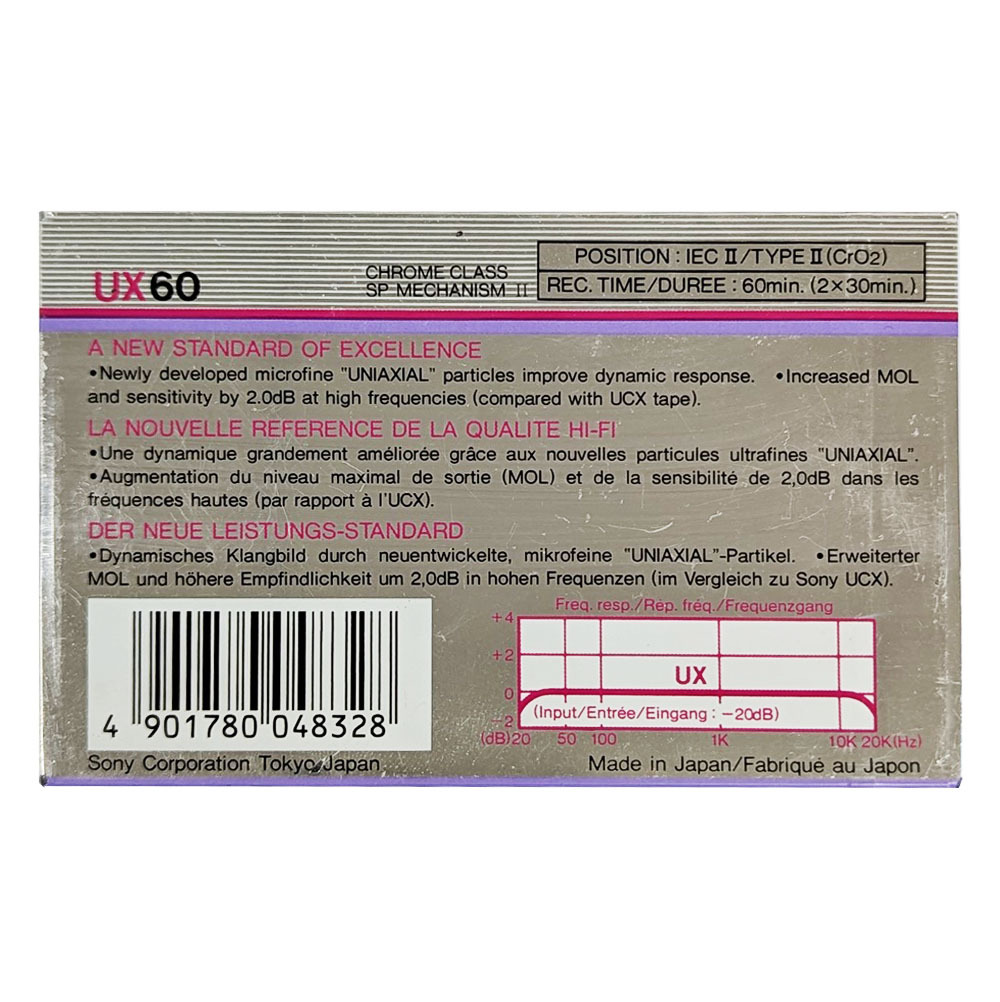 UX60
CHROME CLASS
SP MECHANISM II
POSITION : IEC II/TYPE II (CrO2)
REC. TIME/DUREE : 60min. (2×30min.)
A NEW STANDARD OF EXCELLENCE
•Newly developed microfine "UNIAXIAL" particles improve dynamic response. •Increased MOL
and sensitivity by 2.0dB at high frequencies (compared with UCX tape).
LA NOUVELLE REFERENCE DE LA QUALITE HI-FI
•Une dynamique grandement améliorée grâce aux nouvelles particules ultrafines "UNIAXIAL".
•Augmentation du niveau maximal de sortie (MOL) et de la sensibilité de 2,0dB dans les
fréquences hautes (par rapport à l'UCX).
DER NEUE LEISTUNGS-STANDARD
•Dynamisches Klangbild durch neuentwickelte, mikrofeine "UNIAXIAL"-Partikel. •Erweiterter
MOL und höhere Empfindlichkeit um 2,0dB in hohen Frequenzen (im Vergleich zu Sony UCX).
4 901780 048328
Freq. resp./Rép. fréq./Frequenzgang
+4
+2
0
-2
UX
(Input/Entrée/Eingang : -20dB)
(dB) 20 50 100 1K 10K 20K(Hz)
Sony Corporation Tokyo/Japan
Made in Japan/Fabriqué au Japon